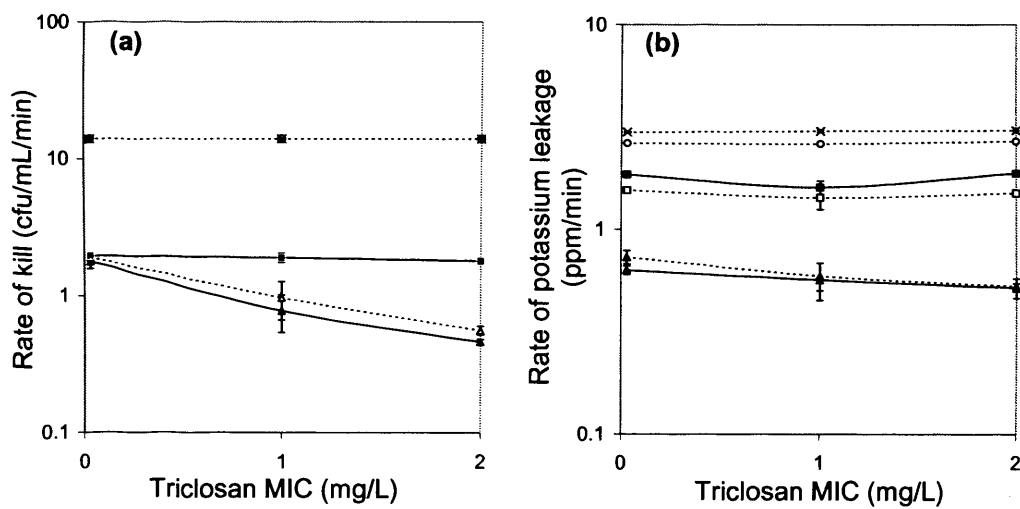 (a)
100
10
1
0.1
Rate of kill (cfu/mL/min)
0
1
2
Triclosan MIC (mg/L)
(b)
10
1
0.1
Rate of potassium leakage
(ppm/min)
0
1
2
Triclosan MIC (mg/L)